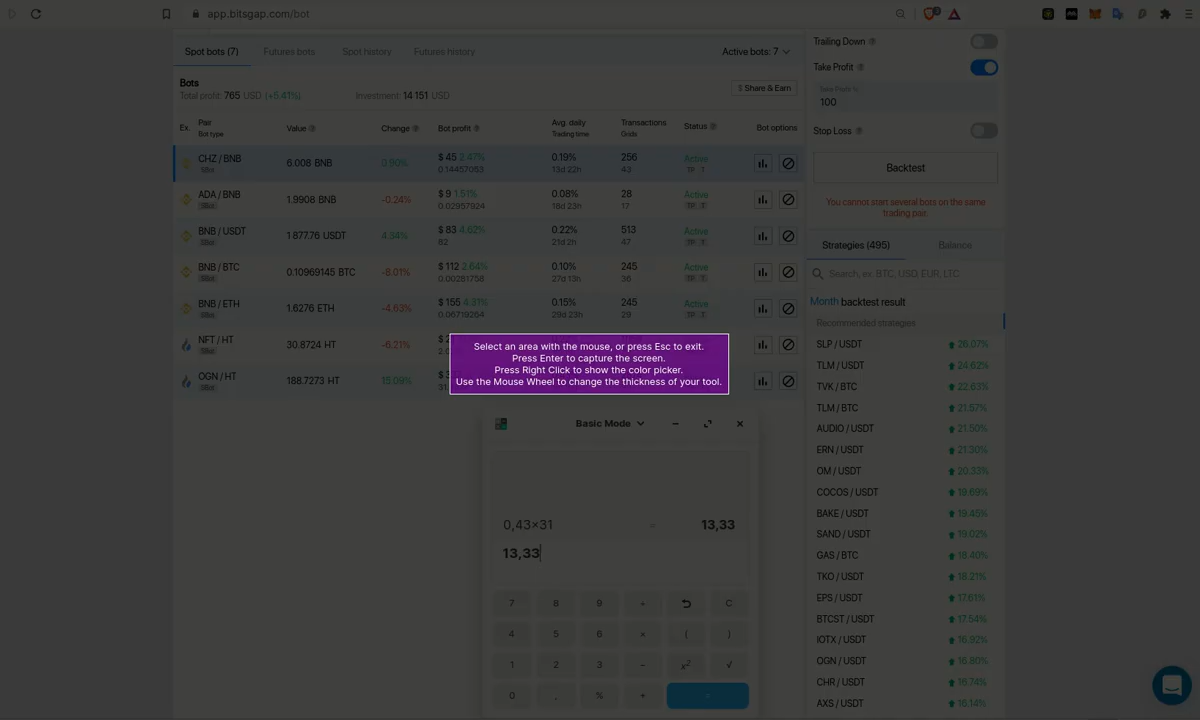 app.bitsgap.com/bot
Spot bots (7) Futures bots Spot history Futures history Active bots: 7
Bots
Total profit: 765 USD (+5.41%) Investment: 14 151 USD
$ Share & Earn
Ex. Pair Value Change Bot profit Avg. daily Transactions Status Bot options
Bot type Trading time Grids
CHZ / BNB 6.008 BNB 0.90% $ 45 2.47% 0.19% 256 Active
SBot 0.14457053 13d 22h 43 TP T
ADA / BNB 1.9908 BNB -0.24% $ 9 1.51% 0.08% 28 Active
SBot 0.02957924 18d 23h 17 TP T
BNB / USDT 1 877.76 USDT 4.34% $ 83 4.62% 0.22% 513 Active
SBot 82 21d 2h 47 TP T
BNB / BTC 0.10969145 BTC -8.01% $ 112 2.64% 0.10% 245 Active
SBot 0.00281758 27d 13h 36 TP T
BNB / ETH 1.6276 ETH -4.63% $ 155 4.31% 0.15% 245 Active
SBot 0.06719264 29d 23h 29 TP T
NFT / HT 30.8724 HT -6.21%
SBot
OGN / HT 188.7273 HT 15.09%
SBot
Select an area with the mouse, or press Esc to exit.
Press Enter to capture the screen.
Press Right Click to show the color picker.
Use the Mouse Wheel to change the thickness of your tool.
Basic Mode
0,43×31 = 13,33
13,33
7 8 9 ÷ C
4 5 6 × ( )
1 2 3 − x² √
0 . % + =
Trailing Down
Take Profit
Take Profit %
100
Stop Loss
Backtest
You cannot start several bots on the same
trading pair.
Strategies (495) Balance
Search, ex. BTC, USD, EUR, LTC
Month backtest result
Recommended strategies
SLP / USDT 26.07%
TLM / USDT 24.62%
TVK / BTC 22.63%
TLM / BTC 21.57%
AUDIO / USDT 21.50%
ERN / USDT 21.30%
OM / USDT 20.33%
COCOS / USDT 19.69%
BAKE / USDT 19.45%
SAND / USDT 19.02%
GAS / BTC 18.40%
TKO / USDT 18.21%
EPS / USDT 17.61%
BTCST / USDT 17.54%
IOTX / USDT 16.92%
OGN / USDT 16.80%
CHR / USDT 16.74%
AXS / USDT 16.14%